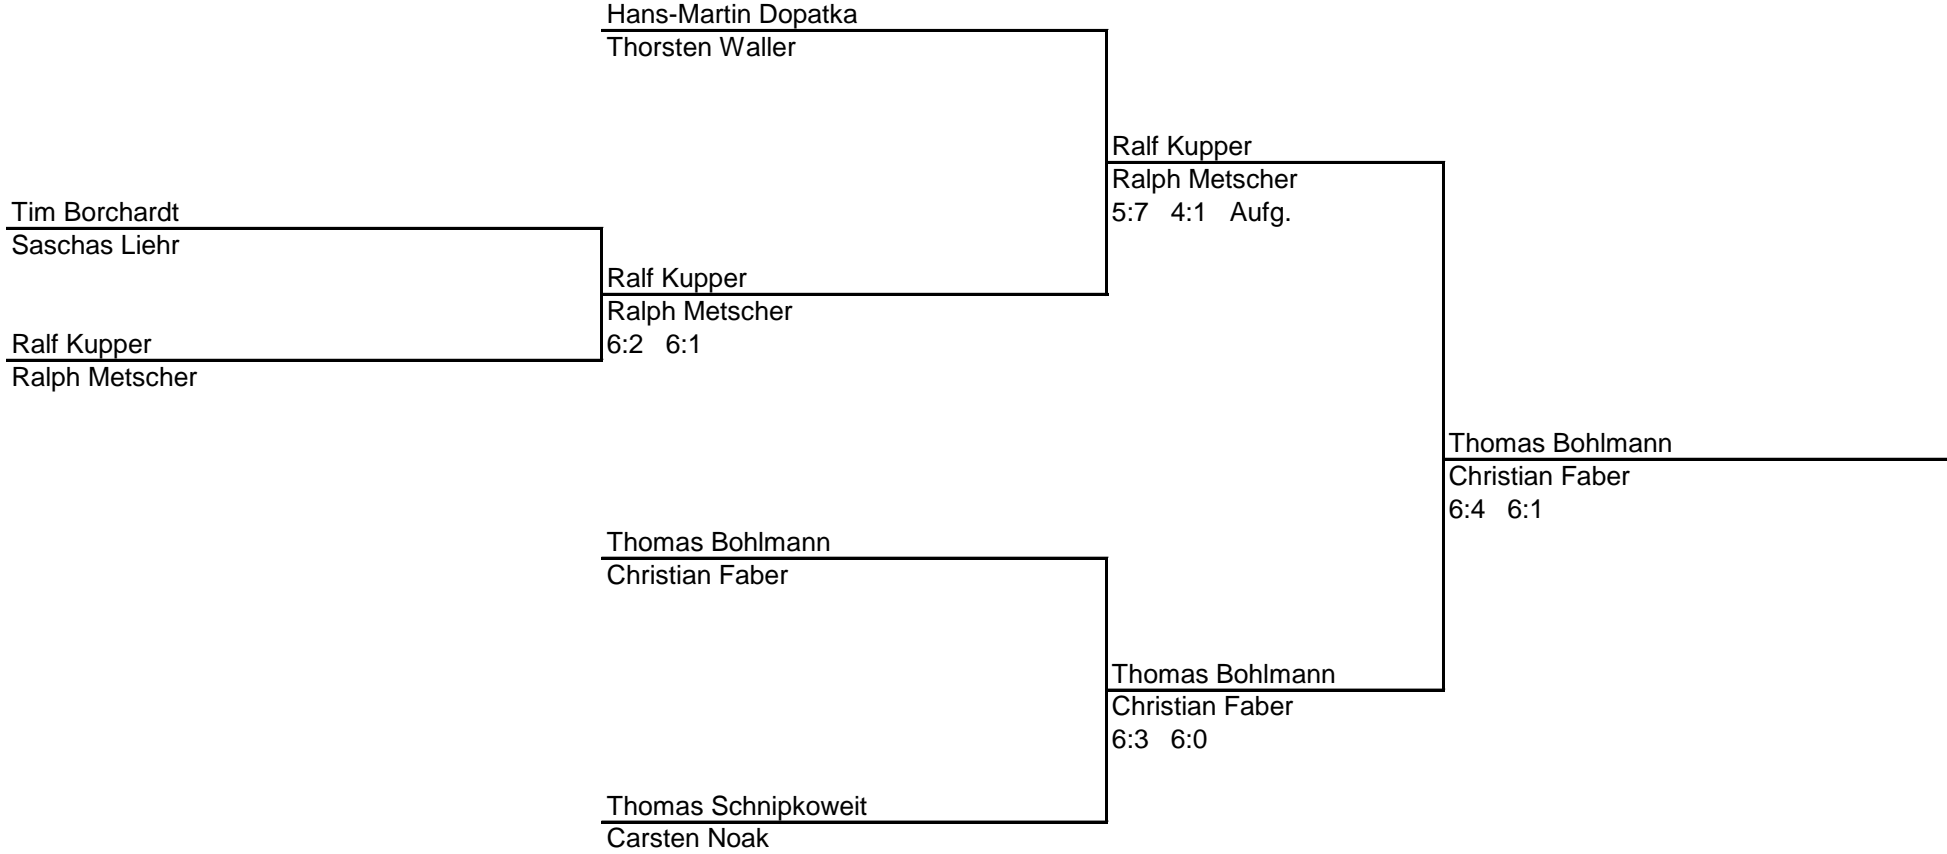 Hans-Martin Dopatka
Thorsten Waller
Ralf Kupper
Ralph Metscher
5:7 4:1 Aufg.
Tim Borchardt
Saschas Liehr
Ralf Kupper
Ralph Metscher
6:2 6:1
Ralf Kupper
Ralph Metscher
Thomas Bohlmann
Christian Faber
6:4 6:1
Thomas Bohlmann
Christian Faber
Thomas Bohlmann
Christian Faber
6:3 6:0
Thomas Schnipkoweit
Carsten Noak